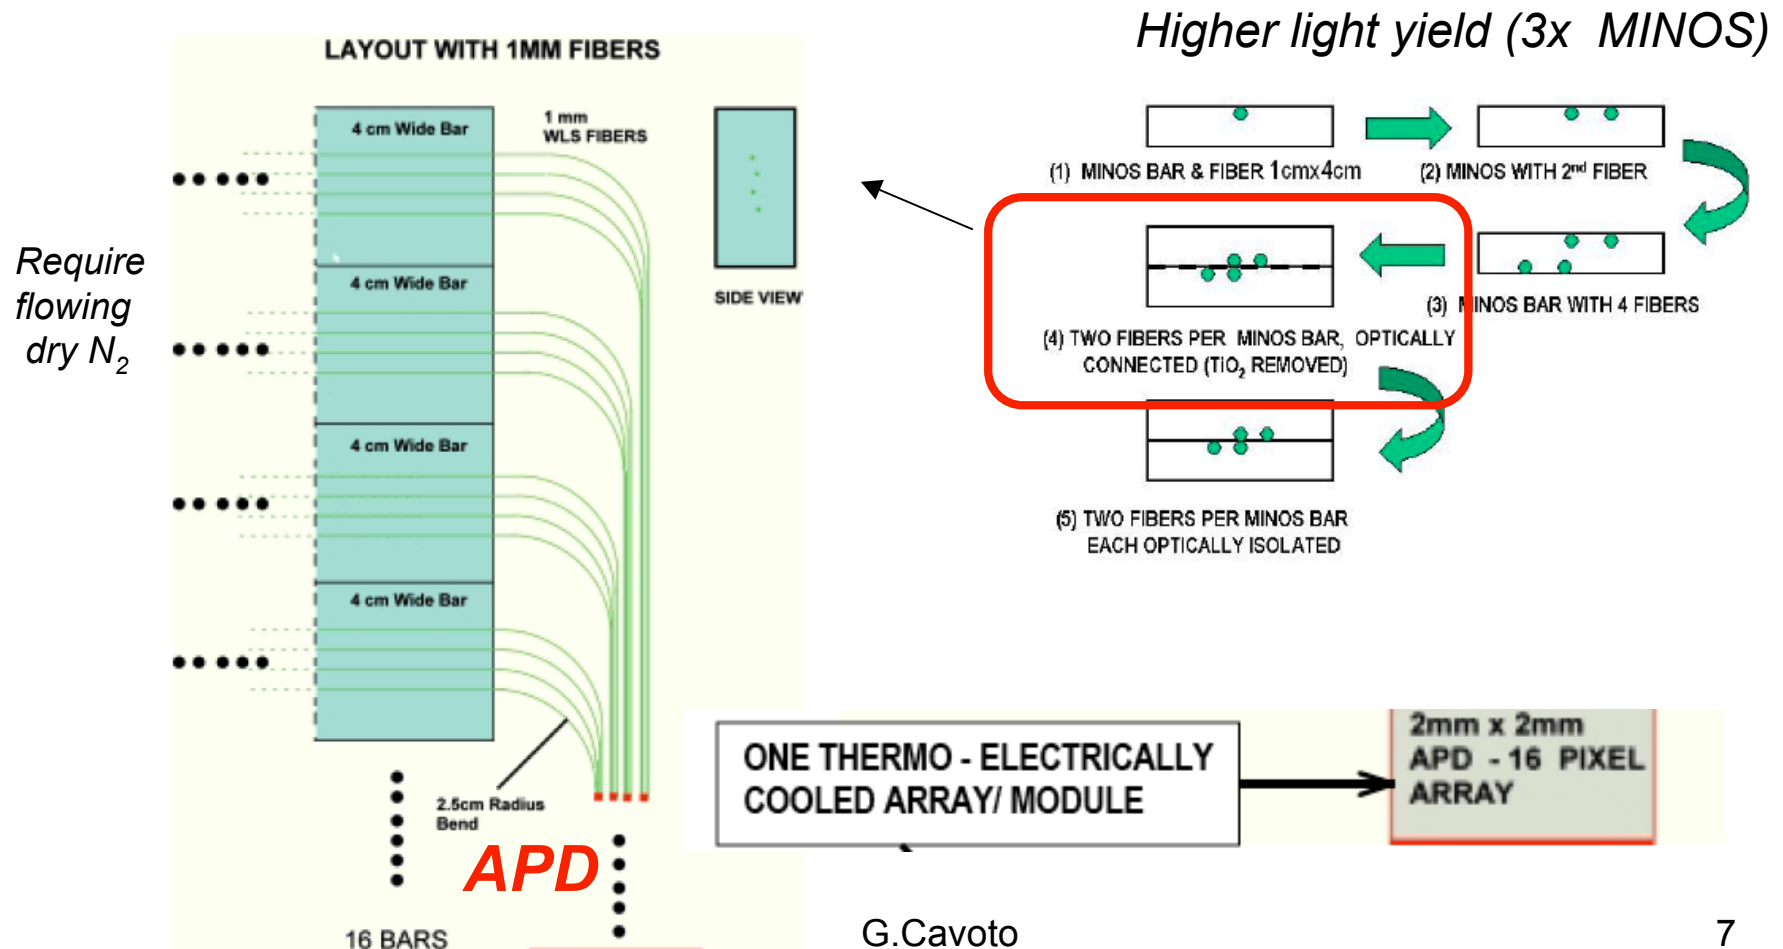 Higher light yield (3x MINOS)
LAYOUT WITH 1MM FIBERS
4 cm Wide Bar
1 mm
WLS FIBERS
SIDE VIEW
4 cm Wide Bar
4 cm Wide Bar
4 cm Wide Bar
Require
flowing
dry N2
2.5cm Radius
Bend
APD
16 BARS
(1) MINOS BAR & FIBER 1cmx4cm
(2) MINOS WITH 2nd FIBER
(3) MINOS BAR WITH 4 FIBERS
(4) TWO FIBERS PER MINOS BAR, OPTICALLY
CONNECTED (TiO2 REMOVED)
(5) TWO FIBERS PER MINOS BAR
EACH OPTICALLY ISOLATED
ONE THERMO - ELECTRICALLY
COOLED ARRAY/ MODULE
2mm x 2mm
APD - 16 PIXEL
ARRAY
G.Cavoto
7